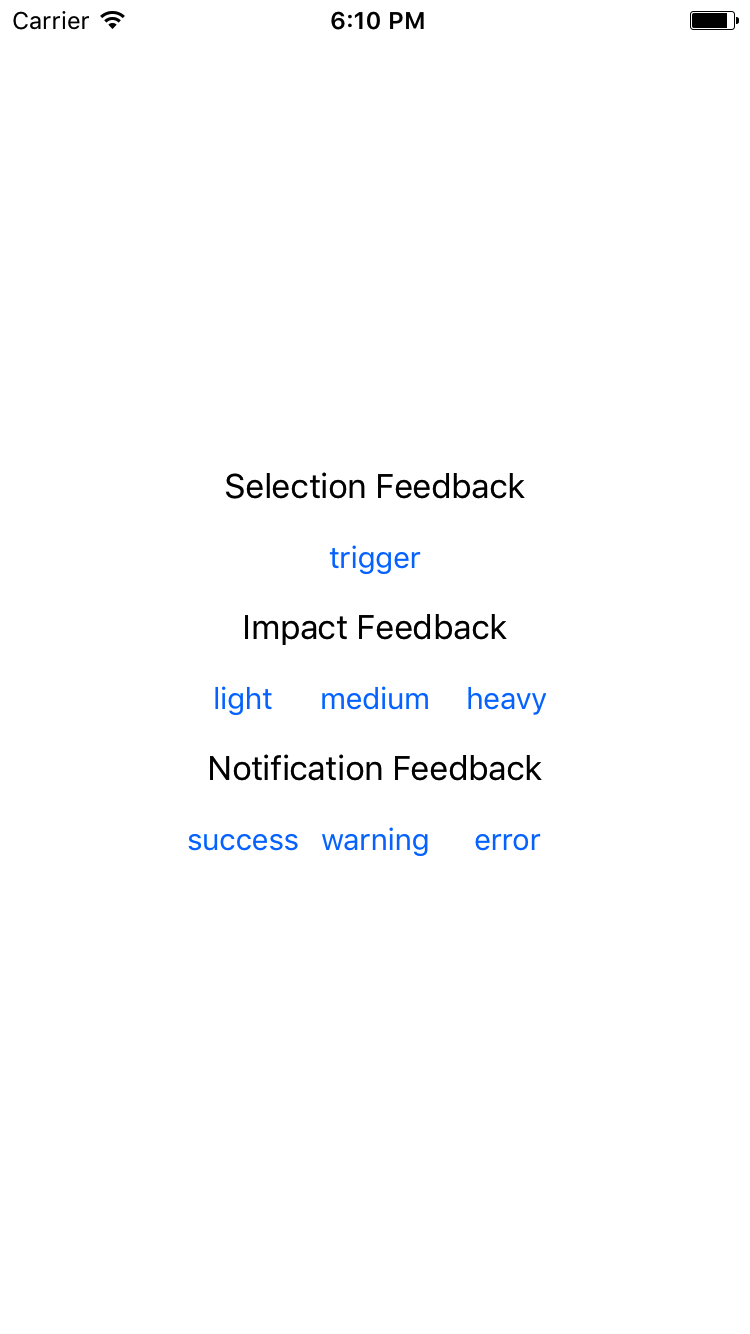 Carrier 6:10 PM
Selection Feedback
trigger
Impact Feedback
light medium heavy
Notification Feedback
success warning error